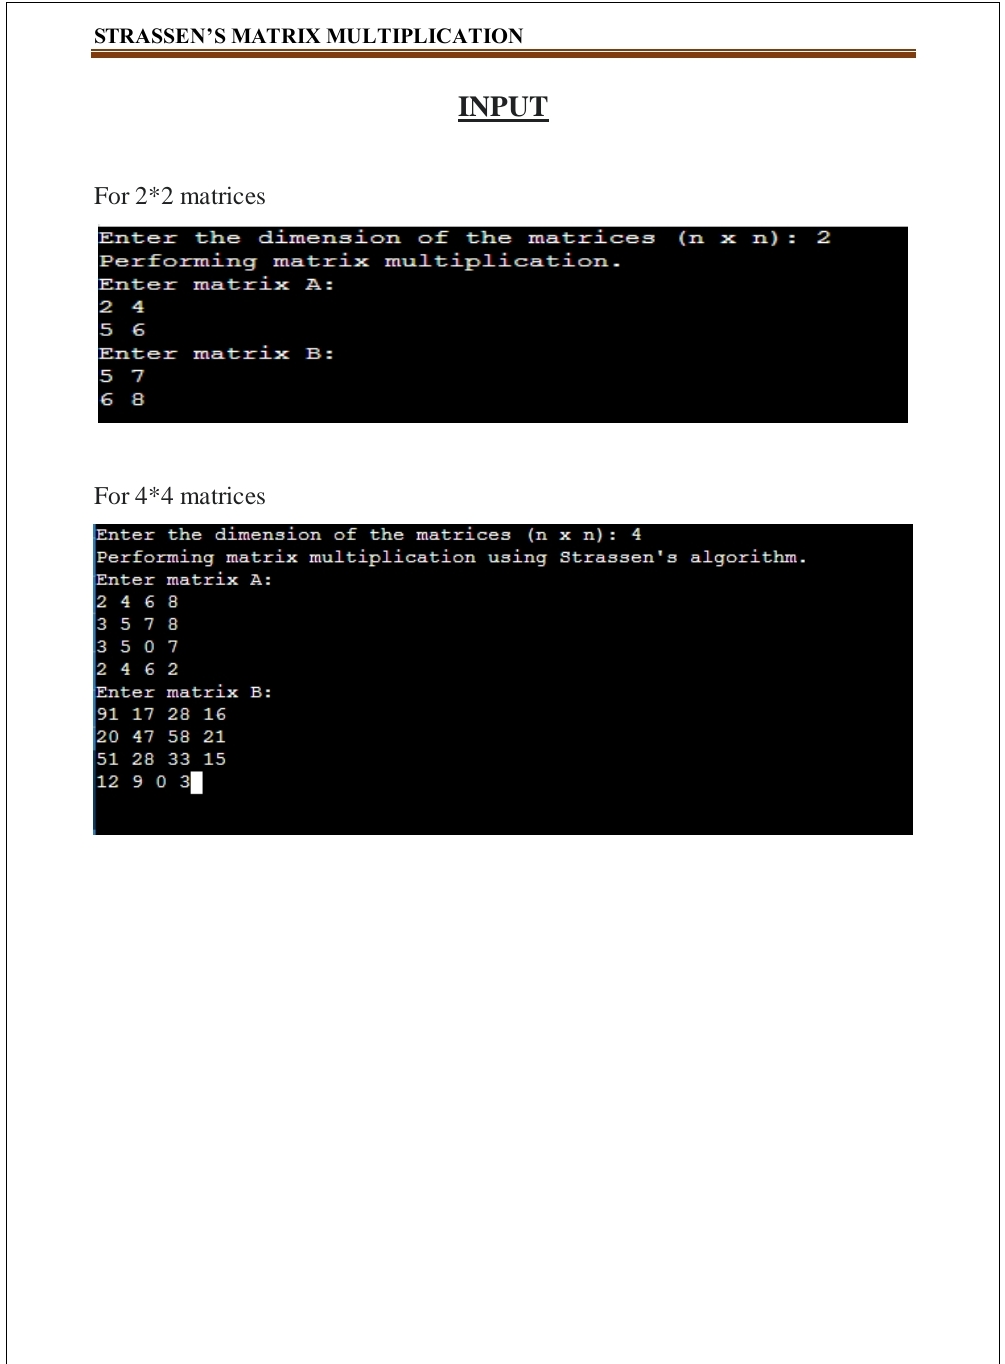 STRASSEN’S MATRIX MULTIPLICATION
INPUT
For 2*2 matrices
Enter the dimension of the matrices (n x n): 2
Performing matrix multiplication.
Enter matrix A:
2 4
5 6
Enter matrix B:
5 7
6 8
For 4*4 matrices
Enter the dimension of the matrices (n x n): 4
Performing matrix multiplication using Strassen's algorithm.
Enter matrix A:
2 4 6 8
3 5 7 8
3 5 0 7
2 4 6 2
Enter matrix B:
91 17 28 16
20 47 58 21
51 28 33 15
12 9 0 3